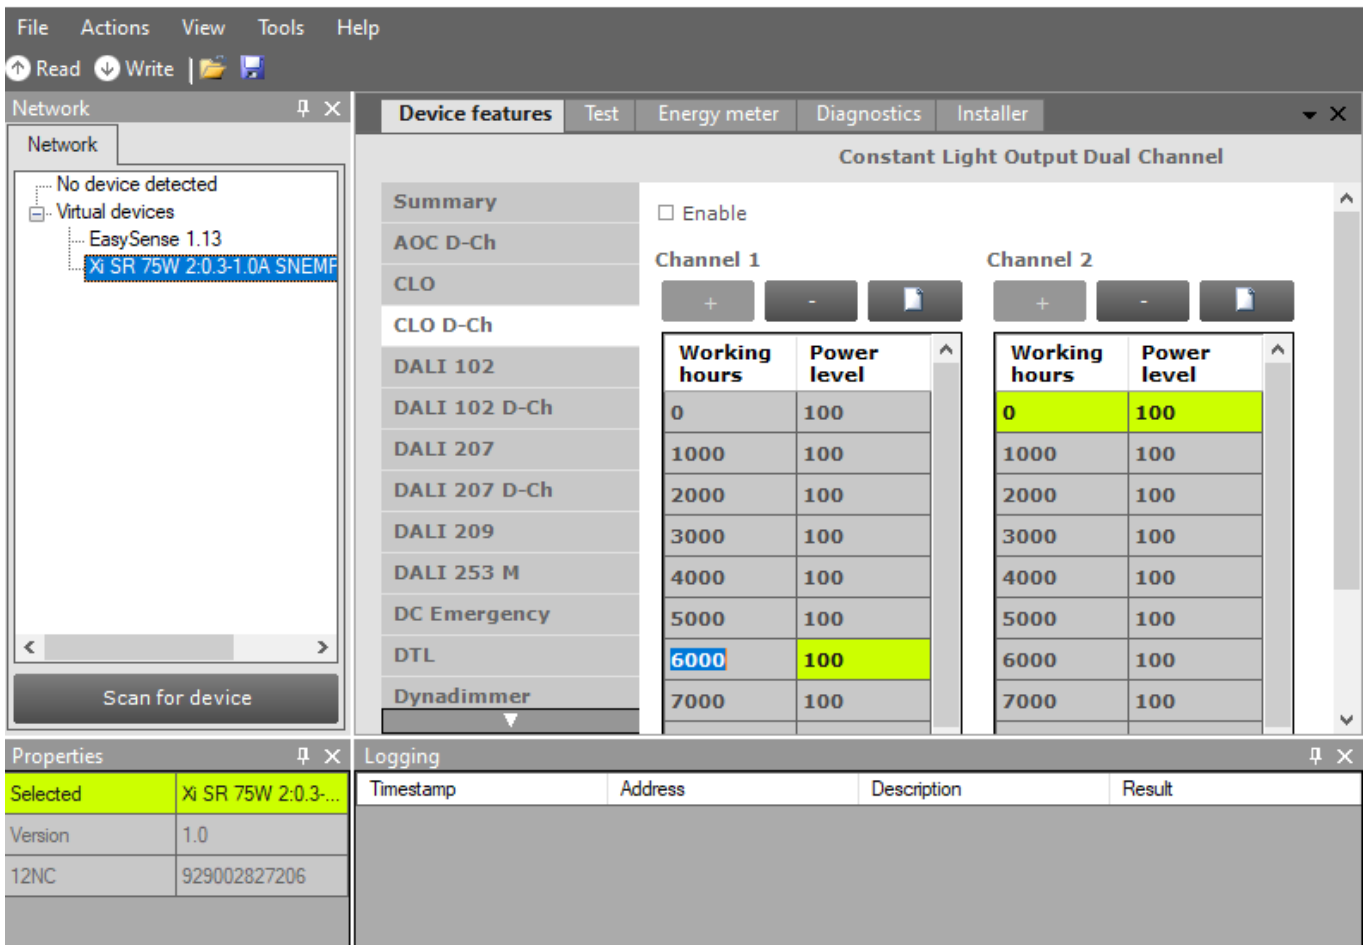 File Actions View Tools Help
Read Write
Network
Network
No device detected
Virtual devices
EasySense 1.13
Xi SR 75W 2:0.3-1.0A SNEMF
Scan for device
Device features Test Energy meter Diagnostics Installer
Constant Light Output Dual Channel
Summary
AOC D-Ch
CLO
CLO D-Ch
DALI 102
DALI 102 D-Ch
DALI 207
DALI 207 D-Ch
DALI 209
DALI 253 M
DC Emergency
DTL
Dynadimmer
Enable
Channel 1
+ -
Working hours Power level
0 100
1000 100
2000 100
3000 100
4000 100
5000 100
6000 100
7000 100
Channel 2
+ -
Working hours Power level
0 100
1000 100
2000 100
3000 100
4000 100
5000 100
6000 100
7000 100
Properties
Selected Xi SR 75W 2:0.3-...
Version 1.0
12NC 929002827206
Logging
Timestamp Address Description Result